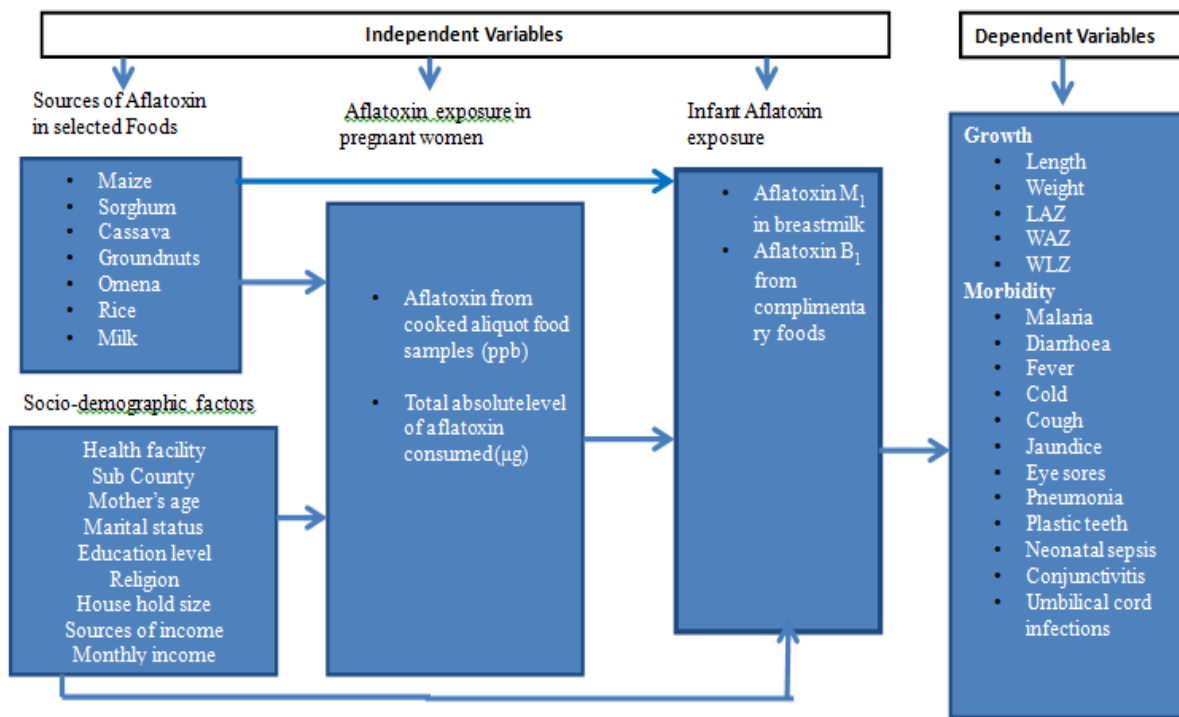 Independent Variables
Dependent Variables
Sources of Aflatoxin
in selected Foods
Aflatoxin exposure in
pregnant women
Infant Aflatoxin
exposure
• Maize
• Sorghum
• Cassava
• Groundnuts
• Omena
• Rice
• Milk
Socio-demographic factors
Health facility
Sub County
Mother's age
Marital status
Education level
Religion
House hold size
Sources of income
Monthly income
• Aflatoxin from
cooked aliquot food
samples (ppb)
• Total absolute level
of aflatoxin
consumed(µg)
• Aflatoxin M₁
in breastmilk
• Aflatoxin B₁
from
complimenta
ry foods
Growth
• Length
• Weight
• LAZ
• WAZ
• WLZ
Morbidity
• Malaria
• Diarrhoea
• Fever
• Cold
• Cough
• Jaundice
• Eye sores
• Pneumonia
• Plastic teeth
• Neonatal sepsis
• Conjunctivitis
• Umbilical cord
infections